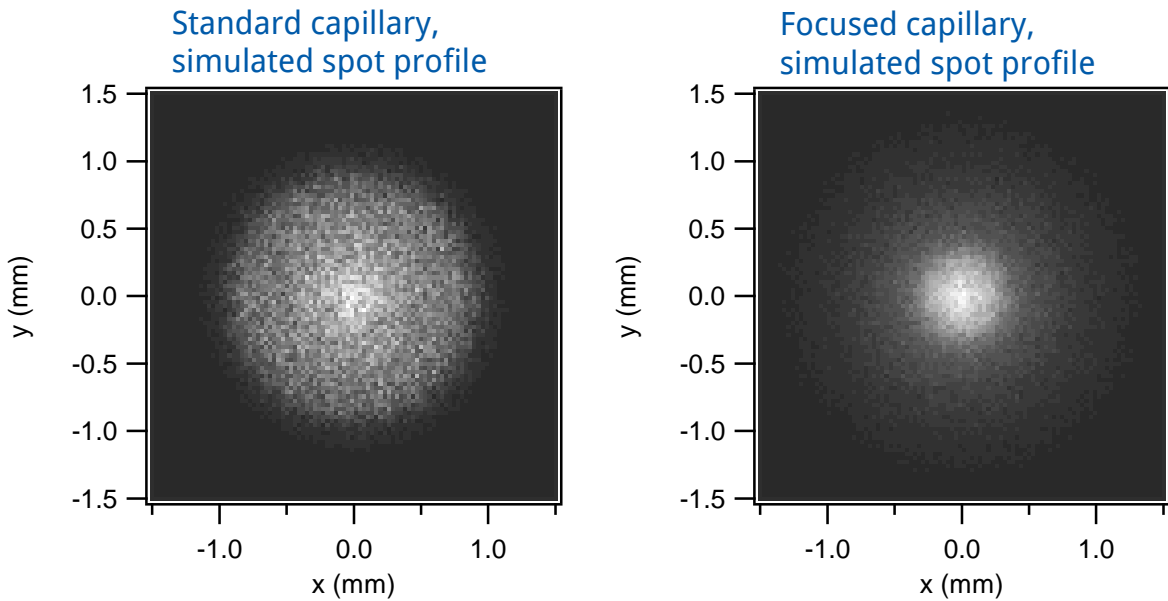 Standard capillary,
simulated spot profile
1.5
1.0
0.5
0.0
-0.5
-1.0
-1.5
y (mm)
-1.0 0.0 1.0
x (mm)
Focused capillary,
simulated spot profile
1.5
1.0
0.5
0.0
-0.5
-1.0
-1.5
y (mm)
-1.0 0.0 1.0
x (mm)